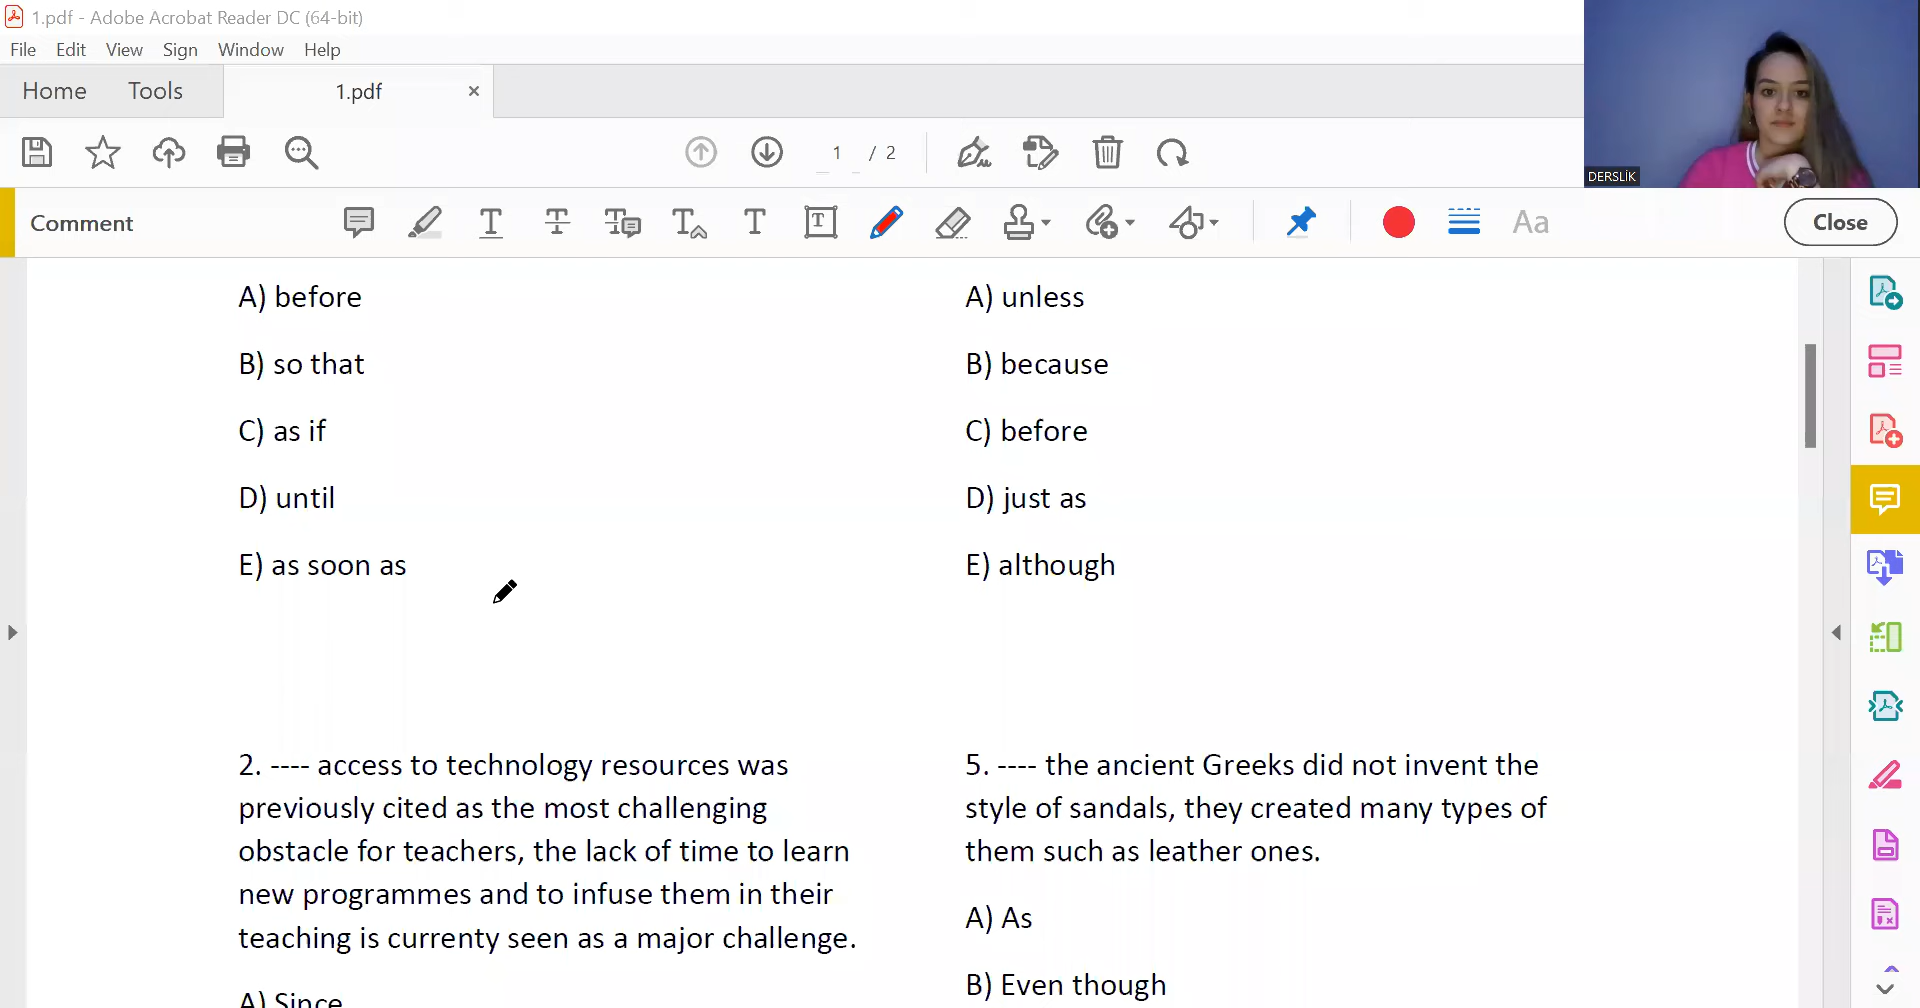 1.pdf - Adobe Acrobat Reader DC (64-bit)
File Edit View Sign Window Help
Home Tools 1.pdf ×
1 / 2
DERSLİK
Comment
Aa
Close
A) before
B) so that
C) as if
D) until
E) as soon as
2. ---- access to technology resources was
previously cited as the most challenging
obstacle for teachers, the lack of time to learn
new programmes and to infuse them in their
teaching is currenty seen as a major challenge.
A) Since
A) unless
B) because
C) before
D) just as
E) although
5. ---- the ancient Greeks did not invent the
style of sandals, they created many types of
them such as leather ones.
A) As
B) Even though